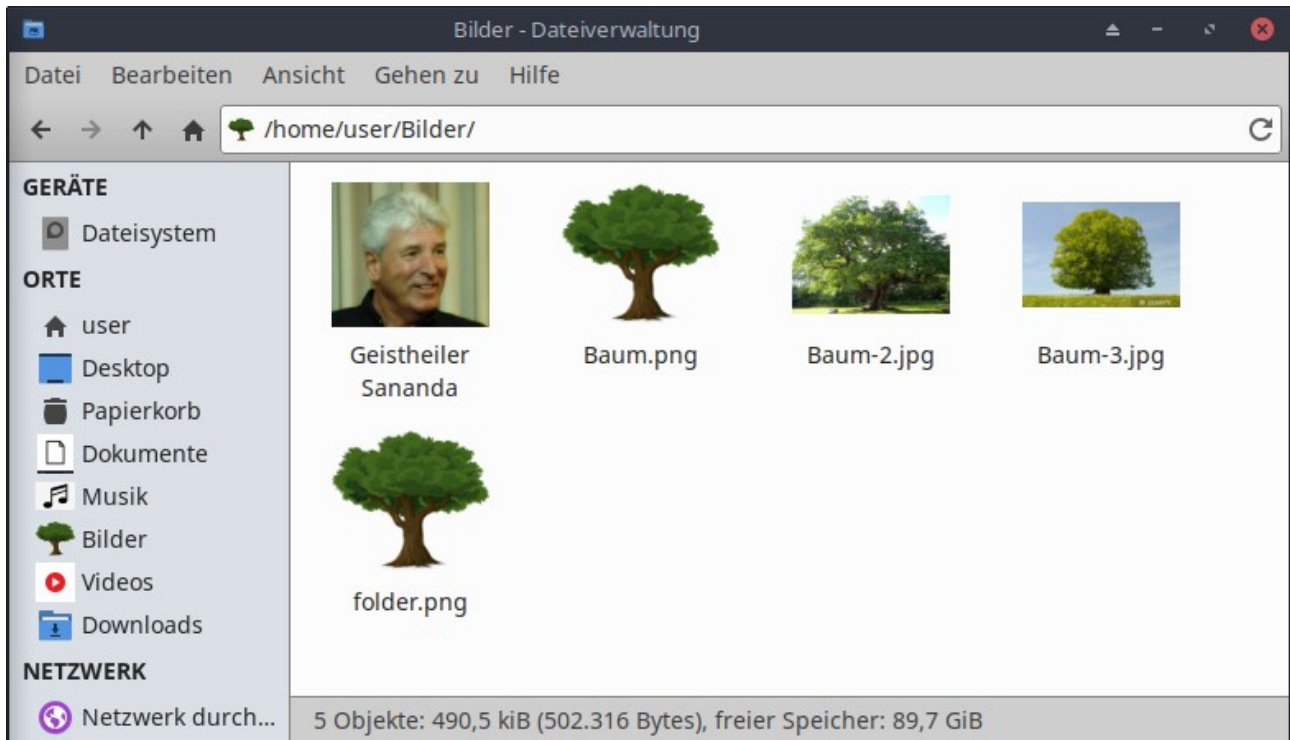 Bilder - Dateiverwaltung
Datei Bearbeiten Ansicht Gehen zu Hilfe
/home/user/Bilder/
GERÄTE
Dateisystem
ORTE
user
Desktop
Papierkorb
Dokumente
Musik
Bilder
Videos
Downloads
NETZWERK
Netzwerk durch...
Geistheiler
Sananda
Baum.png
Baum-2.jpg
Baum-3.jpg
folder.png
5 Objekte: 490,5 kiB (502.316 Bytes), freier Speicher: 89,7 GiB